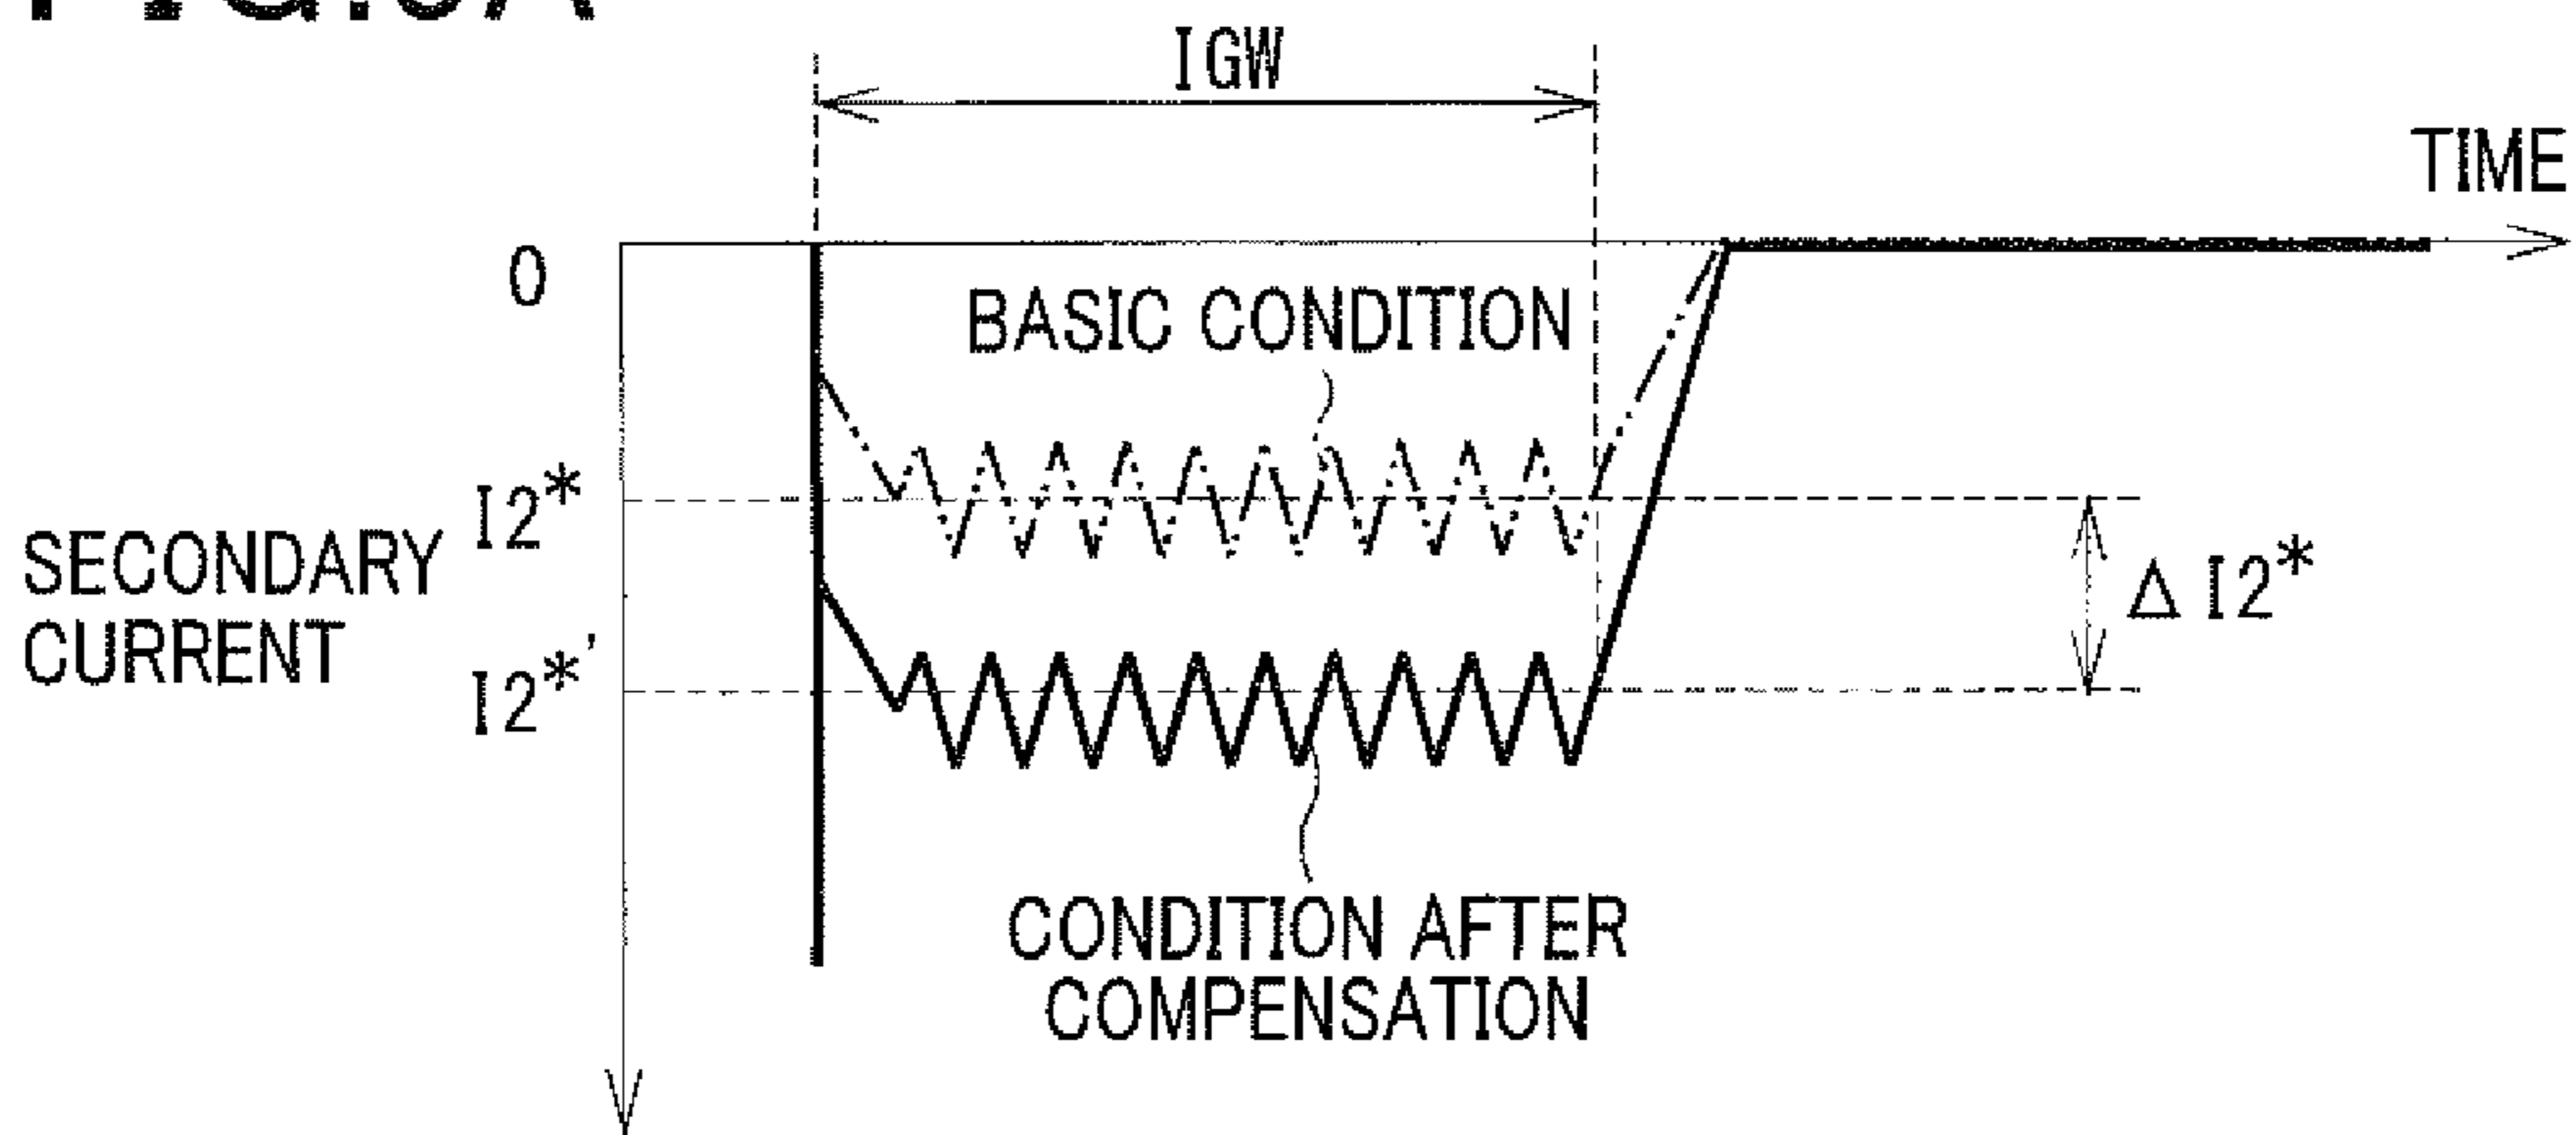 IGW
TIME
0
BASIC CONDITION
I2*
SECONDARY
CURRENT
ΔI2*
I2*'
CONDITION AFTER
COMPENSATION